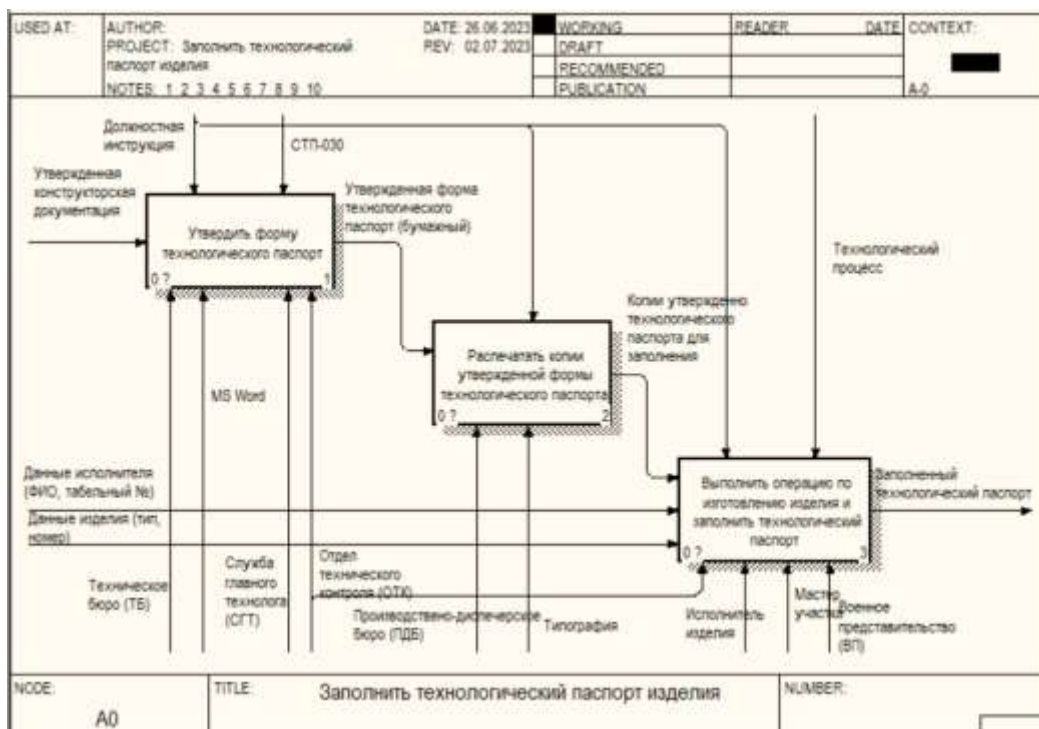 USED AT:
AUTHOR:
DATE: 26.06.2023
PROJECT: Заполнить технологический
паспорт изделия
REV: 02.07.2023
NOTES: 1 2 3 4 5 6 7 8 9 10
WORKING
DRAFT
RECOMMENDED
PUBLICATION
READER
DATE
CONTEXT:
A-0
Должностная
инструкция
СТП-030
Утвержденная
конструкторская
документация
Утвержденная форма
технологического
паспорт (бумажный)
Утвердить форму
технологического паспорт
0 ?
1
Технологический
процесс
Копии утвержденно
технологического
паспорта для
заполнения
Распечатать копии
утвержденной формы
технологического паспорта
0 ?
2
MS Word
Данные исполнителя
(ФИО, табельный №)
Данные изделия (тип,
номер)
Выполнить операцию по
изготовлению изделия и
заполнить технологический
паспорт
0 ?
3
Заполненный
технологический паспорт
Техническое
бюро (ТБ)
Служба
главного
технолога
(СГТ)
Отдел
технического
контроля (ОТК)
Производствено-диспечерское
бюро (ПДБ)
Типография
Исполнитель
изделия
Мастер
участка
Военное
представительство
(ВП)
NODE:
A0
TITLE:
Заполнить технологический паспорт изделия
NUMBER: